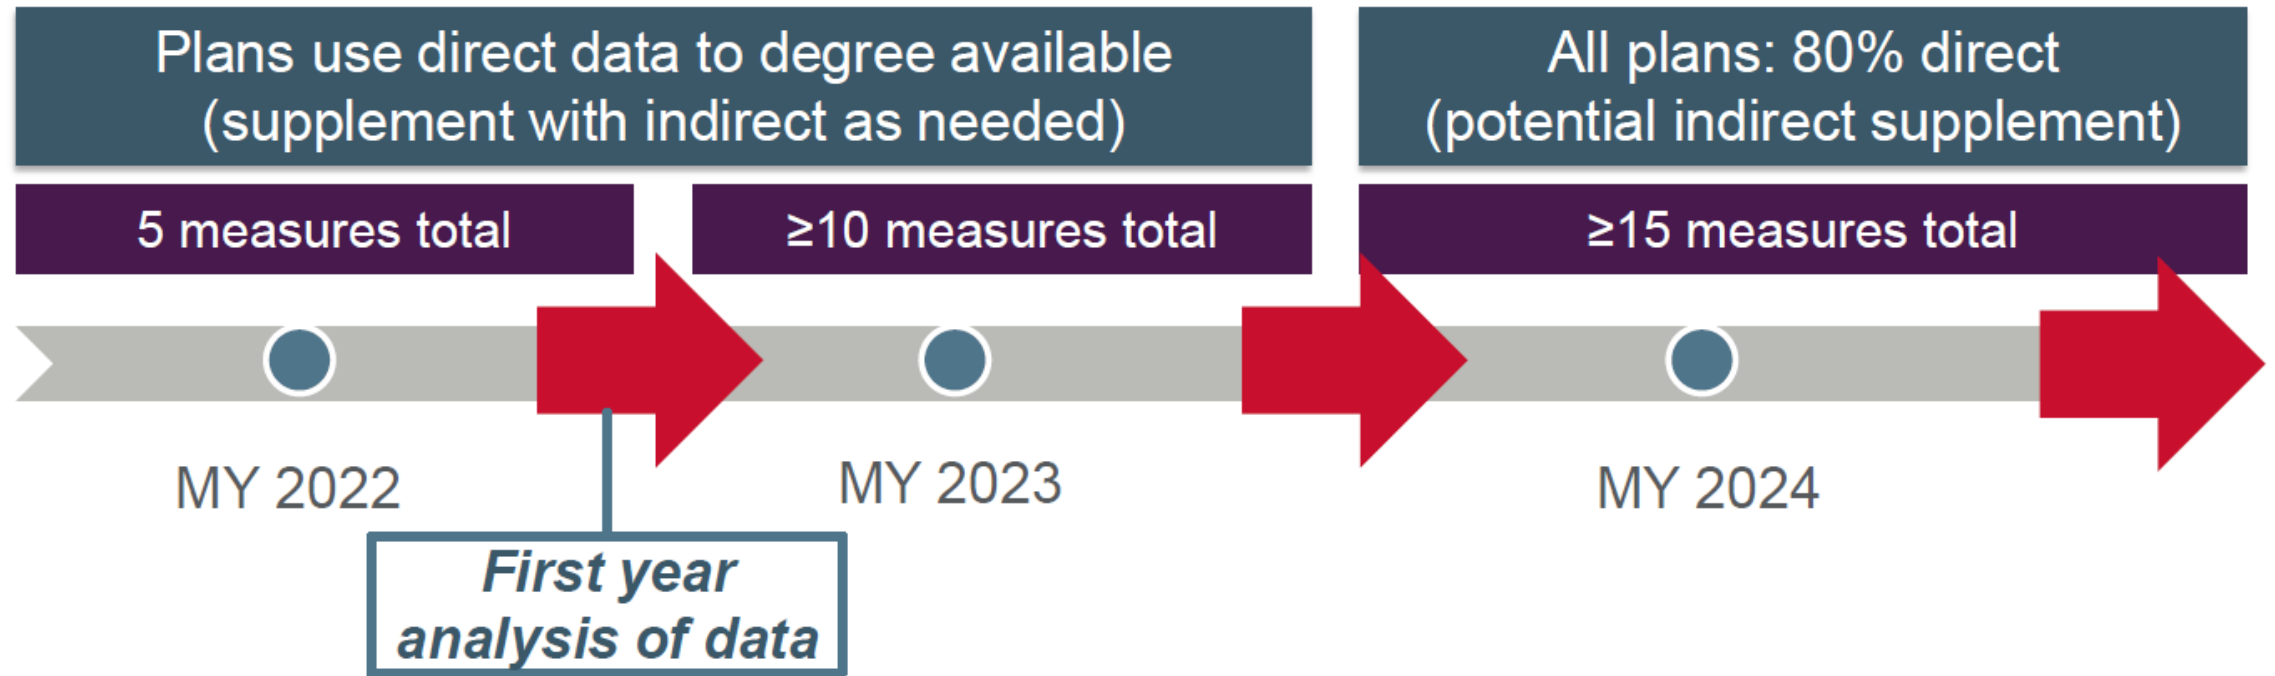 Plans use direct data to degree available
(supplement with indirect as needed)
All plans: 80% direct
(potential indirect supplement)
5 measures total
≥10 measures total
≥15 measures total
MY 2022
MY 2023
MY 2024
First year
analysis of data